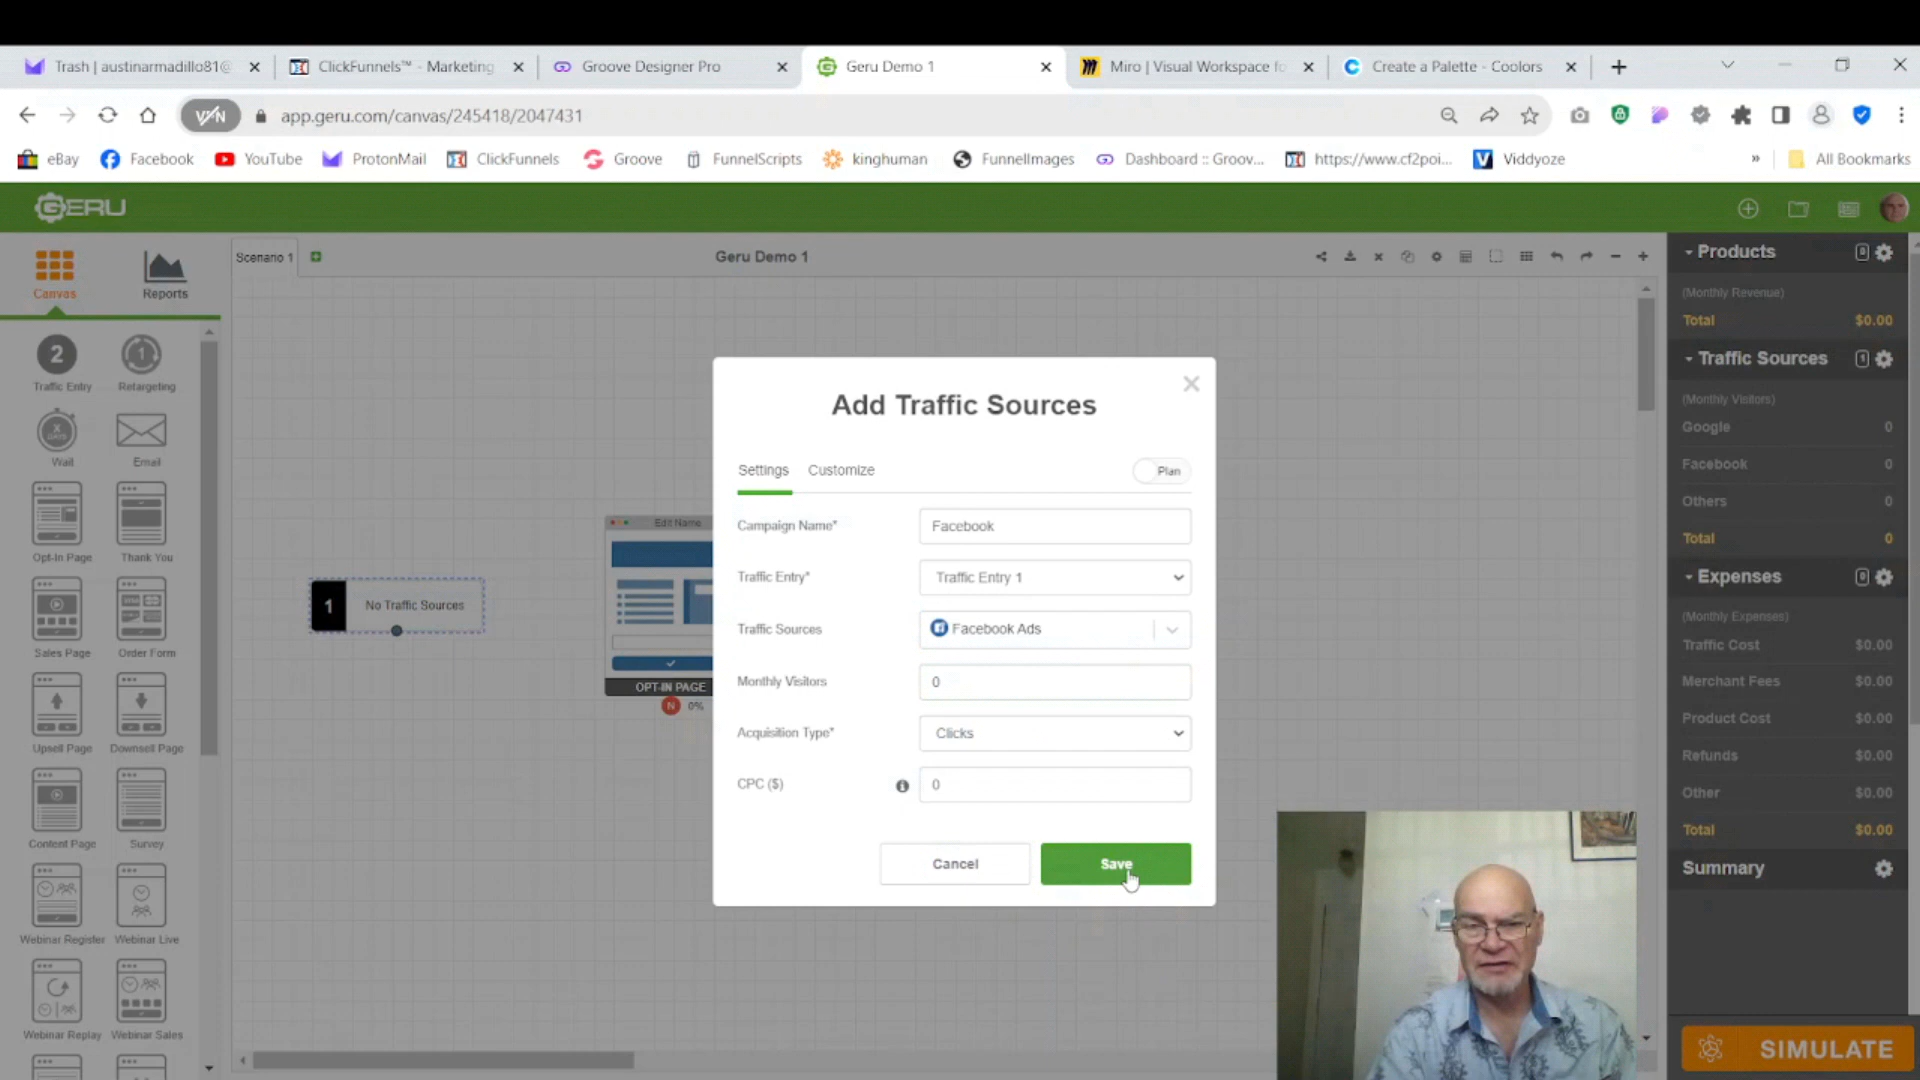 Trash | austinarmadillo81@
ClickFunnels™ - Marketing
Groove Designer Pro
Geru Demo 1
Miro | Visual Workspace fo
Create a Palette - Coolors
VPN
app.geru.com/canvas/245418/2047431
eBay
Facebook
YouTube
ProtonMail
ClickFunnels
Groove
FunnelScripts
kinghuman
FunnelImages
Dashboard :: Groov...
https://www.cf2poi...
Viddyoze
»
All Bookmarks
GERU
Canvas
Reports
Scenario 1
Geru Demo 1
2
Traffic Entry
1
Retargeting
X DAYS
Wait
Email
Opt-In Page
Thank You
Sales Page
Order Form
Upsell Page
Downsell Page
Content Page
Survey
Webinar Register
Webinar Live
Webinar Replay
Webinar Sales
1
No Traffic Sources
Edit Name
OPT-IN PAGE
N 0%
Add Traffic Sources
Settings
Customize
Plan
Campaign Name*
Facebook
Traffic Entry*
Traffic Entry 1
Traffic Sources
Facebook Ads
Monthly Visitors
0
Acquisition Type*
Clicks
CPC ($)
0
Cancel
Save
Products
0
(Monthly Revenue)
Total $0.00
Traffic Sources
1
(Monthly Visitors)
Google 0
Facebook 0
Others 0
Total 0
Expenses
0
(Monthly Expenses)
Traffic Cost $0.00
Merchant Fees $0.00
Product Cost $0.00
Refunds $0.00
Other $0.00
Total $0.00
Summary
SIMULATE